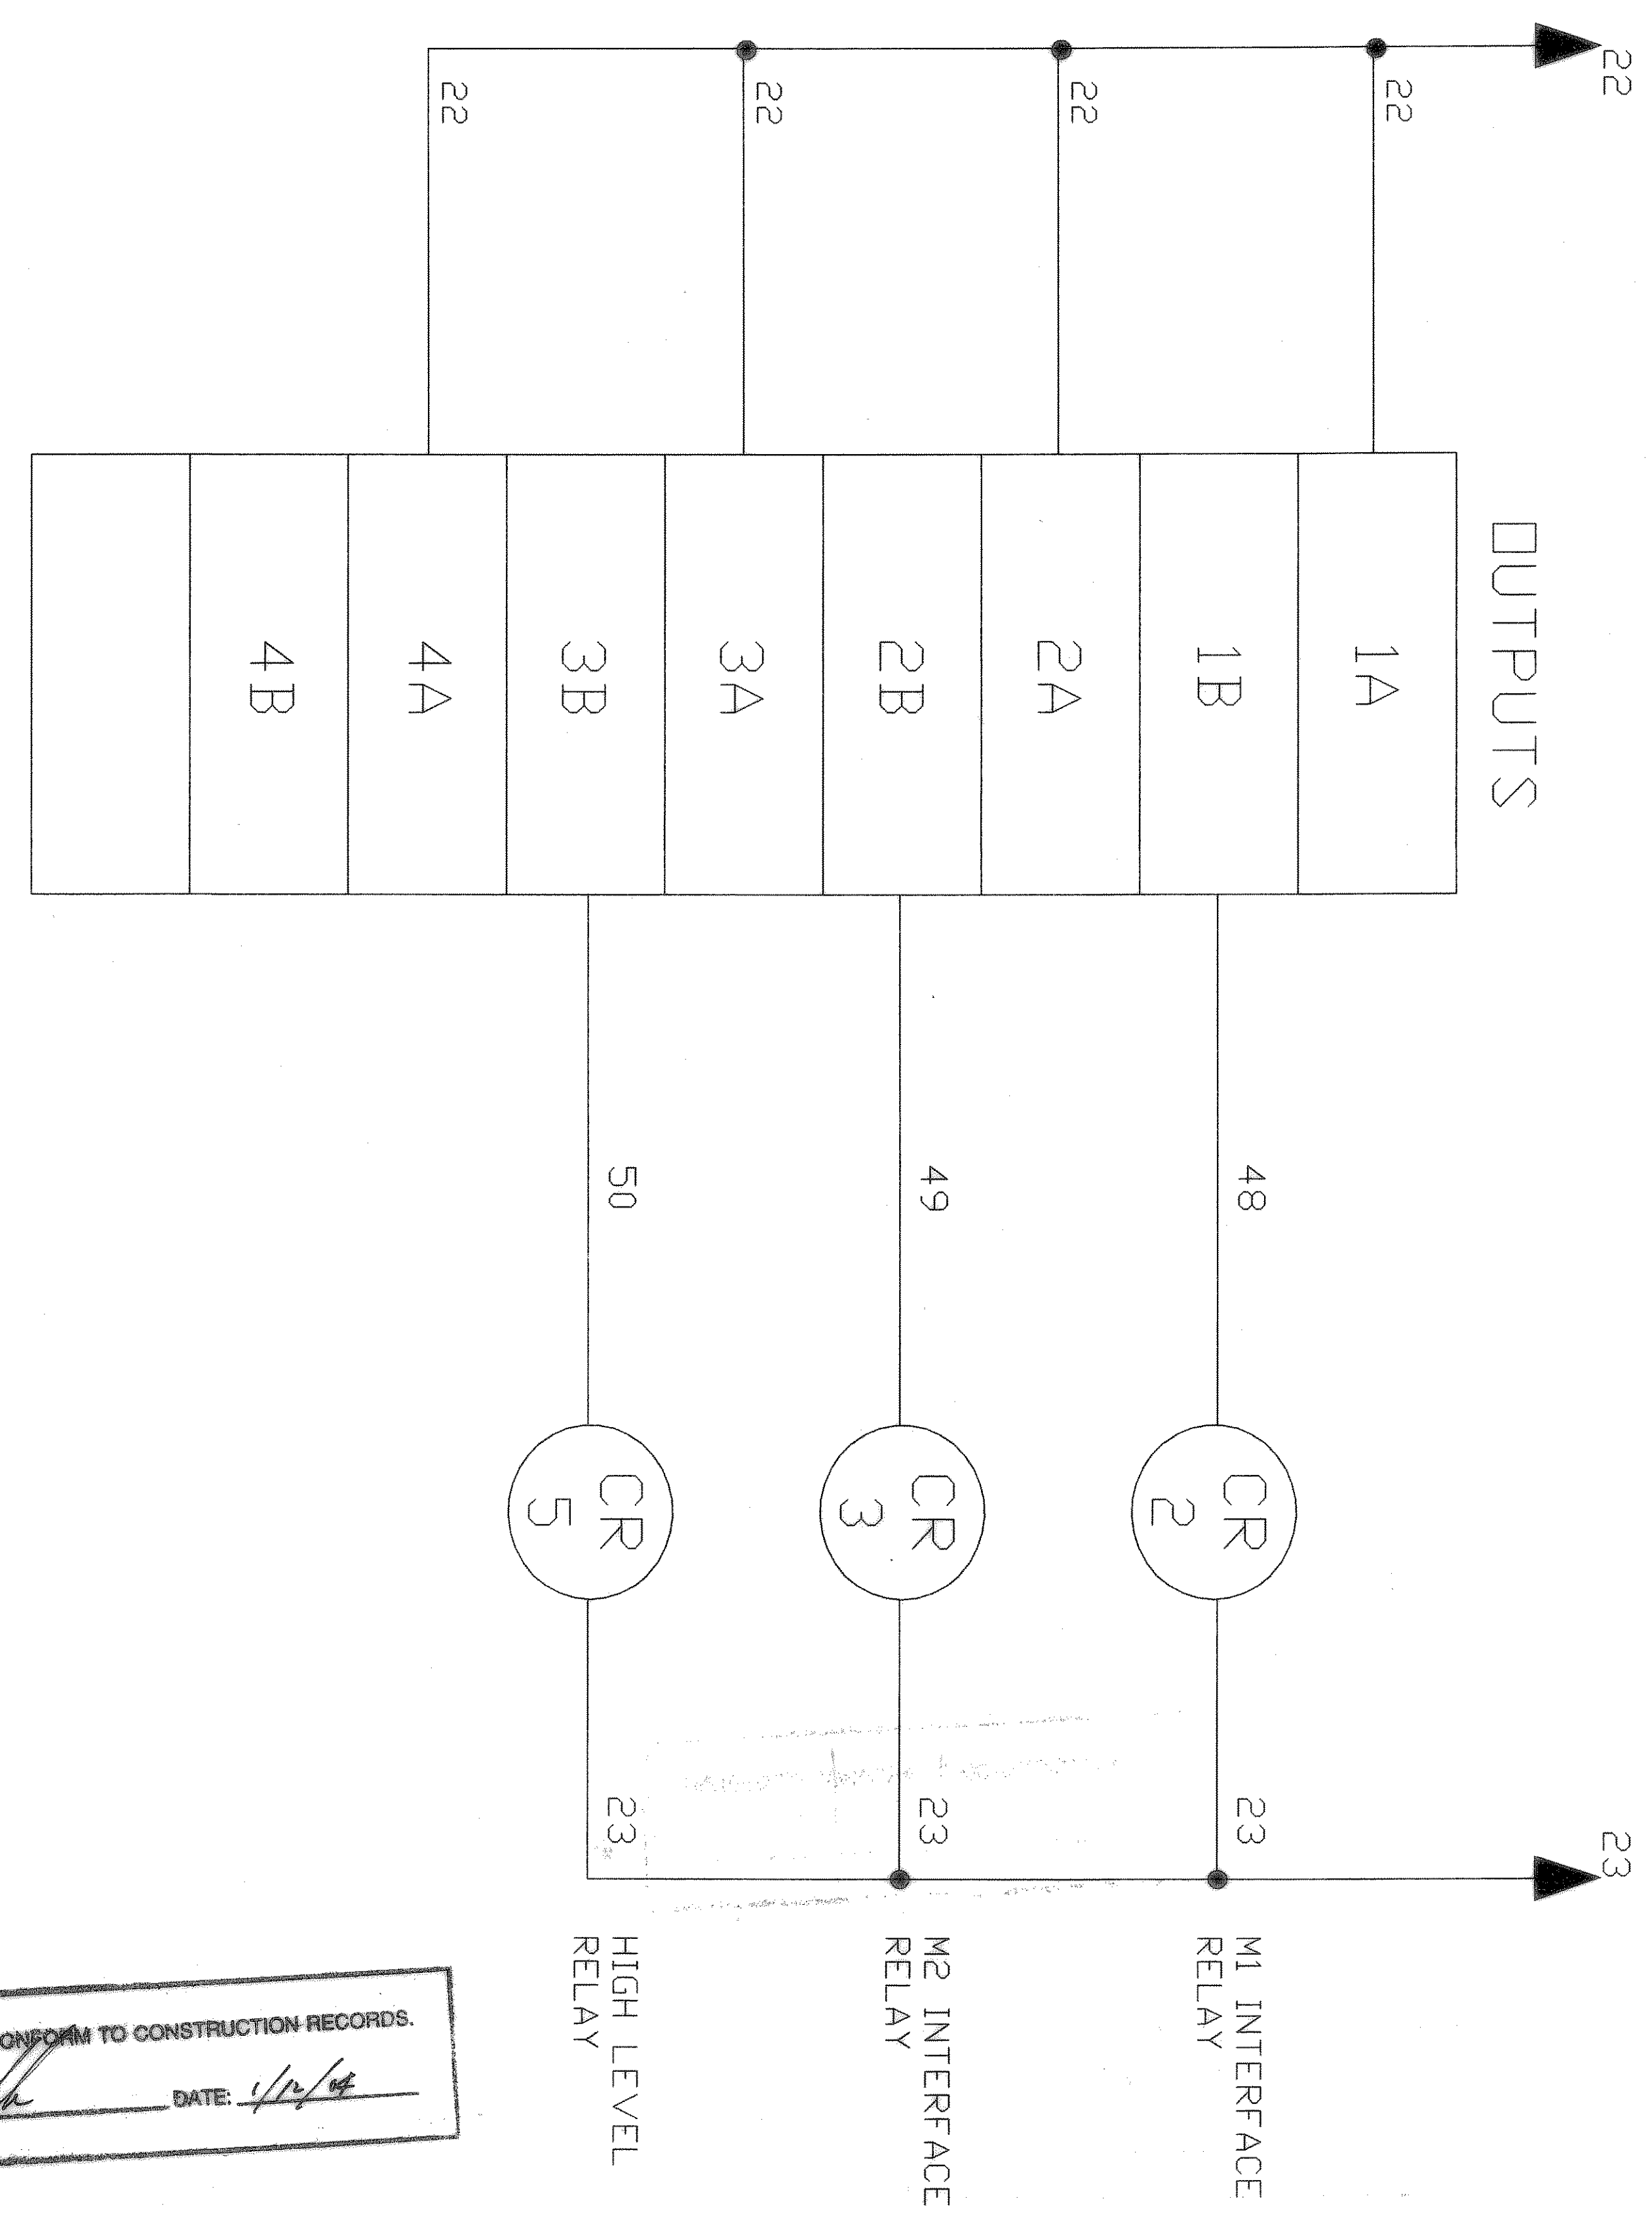 22
23
OUTPUTS
22
1A
1B
48
CR
2
23
M1 INTERFACE
RELAY
22
2A
2B
49
CR
3
23
M2 INTERFACE
RELAY
22
3A
3B
50
CR
5
23
HIGH LEVEL
RELAY
22
4A
4B
TO CONSTRUCTION RECORDS.
DATE: 1/12/04